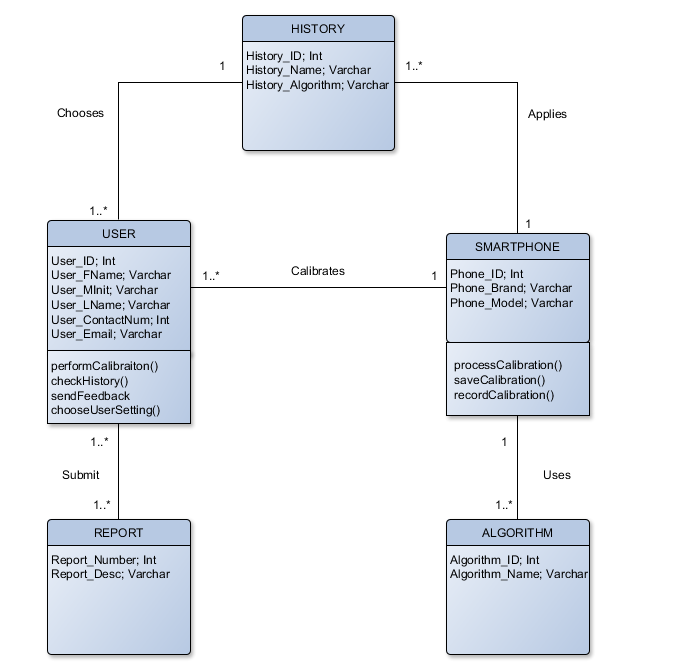 HISTORY
History_ID; Int
History_Name; Varchar
History_Algorithm; Varchar
1
1..*
Chooses
Applies
1..*
1
USER
User_ID; Int
User_FName; Varchar
User_MInit; Varchar
User_LName; Varchar
User_ContactNum; Int
User_Email; Varchar
performCalibraiton()
checkHistory()
sendFeedback
chooseUserSetting()
1..*
Calibrates
1
SMARTPHONE
Phone_ID; Int
Phone_Brand; Varchar
Phone_Model; Varchar
processCalibration()
saveCalibration()
recordCalibration()
1..*
Submit
1..*
1
Uses
1..*
REPORT
Report_Number; Int
Report_Desc; Varchar
ALGORITHM
Algorithm_ID; Int
Algorithm_Name; Varchar